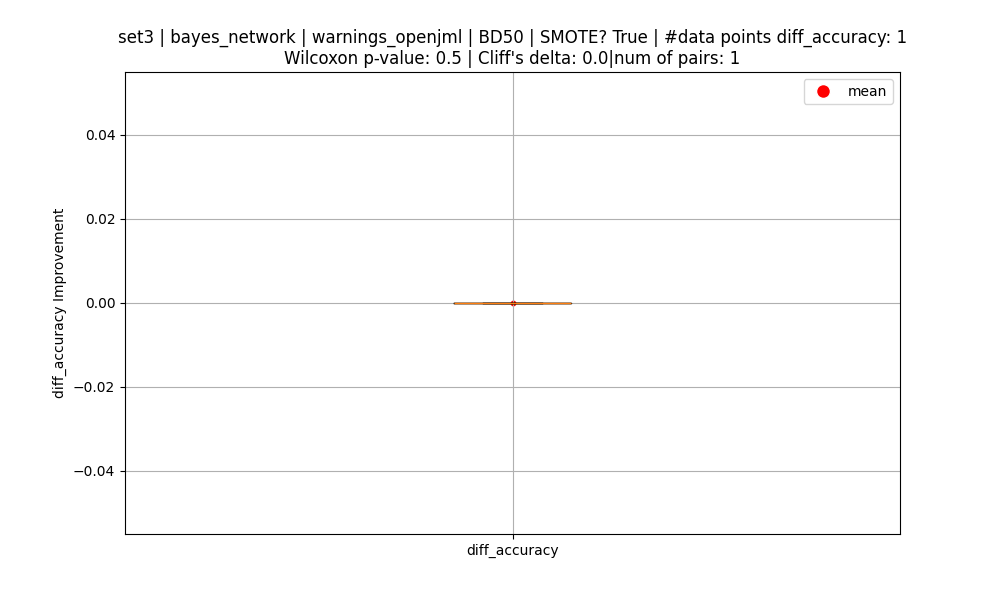 set3 | bayes_network | warnings_openjml | BD50 | SMOTE? True | #data points diff_accuracy: 1
Wilcoxon p-value: 0.5 | Cliff's delta: 0.0|num of pairs: 1
mean
0.04
0.02
0.00
−0.02
−0.04
diff_accuracy Improvement
diff_accuracy